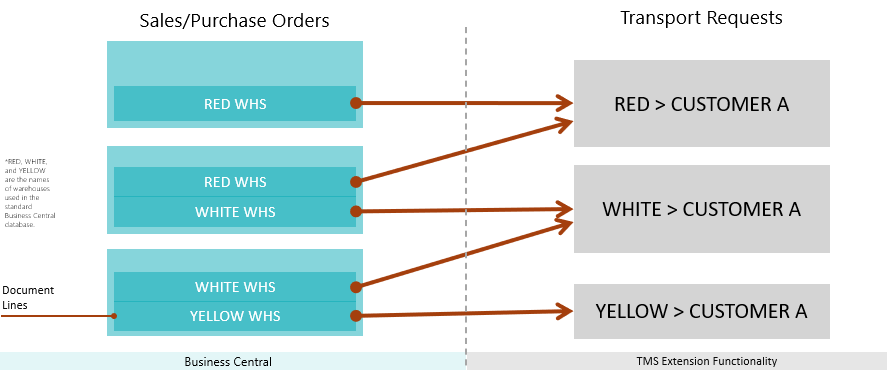 Sales/Purchase Orders
Transport Requests
RED WHS
RED > CUSTOMER A
*RED, WHITE,
and YELLOW
are the names
of warehouses
used in the
standard
Business Central
database.
RED WHS
WHITE WHS
WHITE > CUSTOMER A
Document
Lines
WHITE WHS
YELLOW WHS
YELLOW > CUSTOMER A
Business Central
TMS Extension Functionality